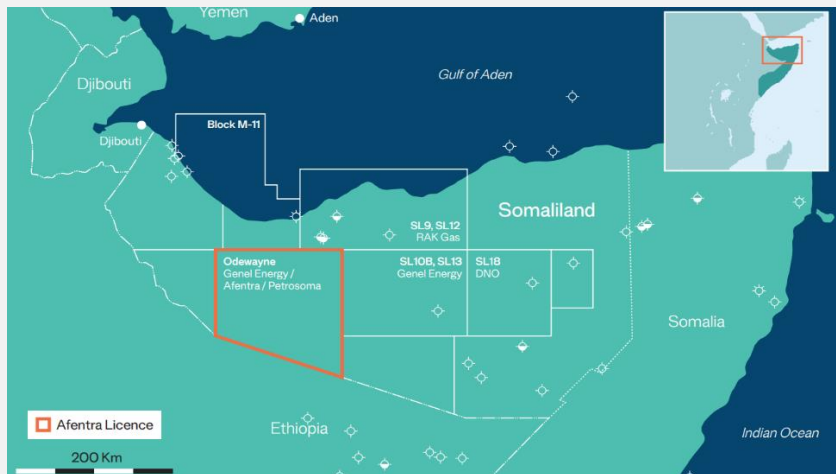 Yemen
Aden
Gulf of Aden
Djibouti
Djibouti
Block M-11
Somaliland
SL9, SL12
RAK Gas
Odewayne
Genel Energy /
Afentra / Petrosoma
SL10B, SL13
Genel Energy
SL18
DNO
Somalia
Afentra Licence
Ethiopia
Indian Ocean
200 Km